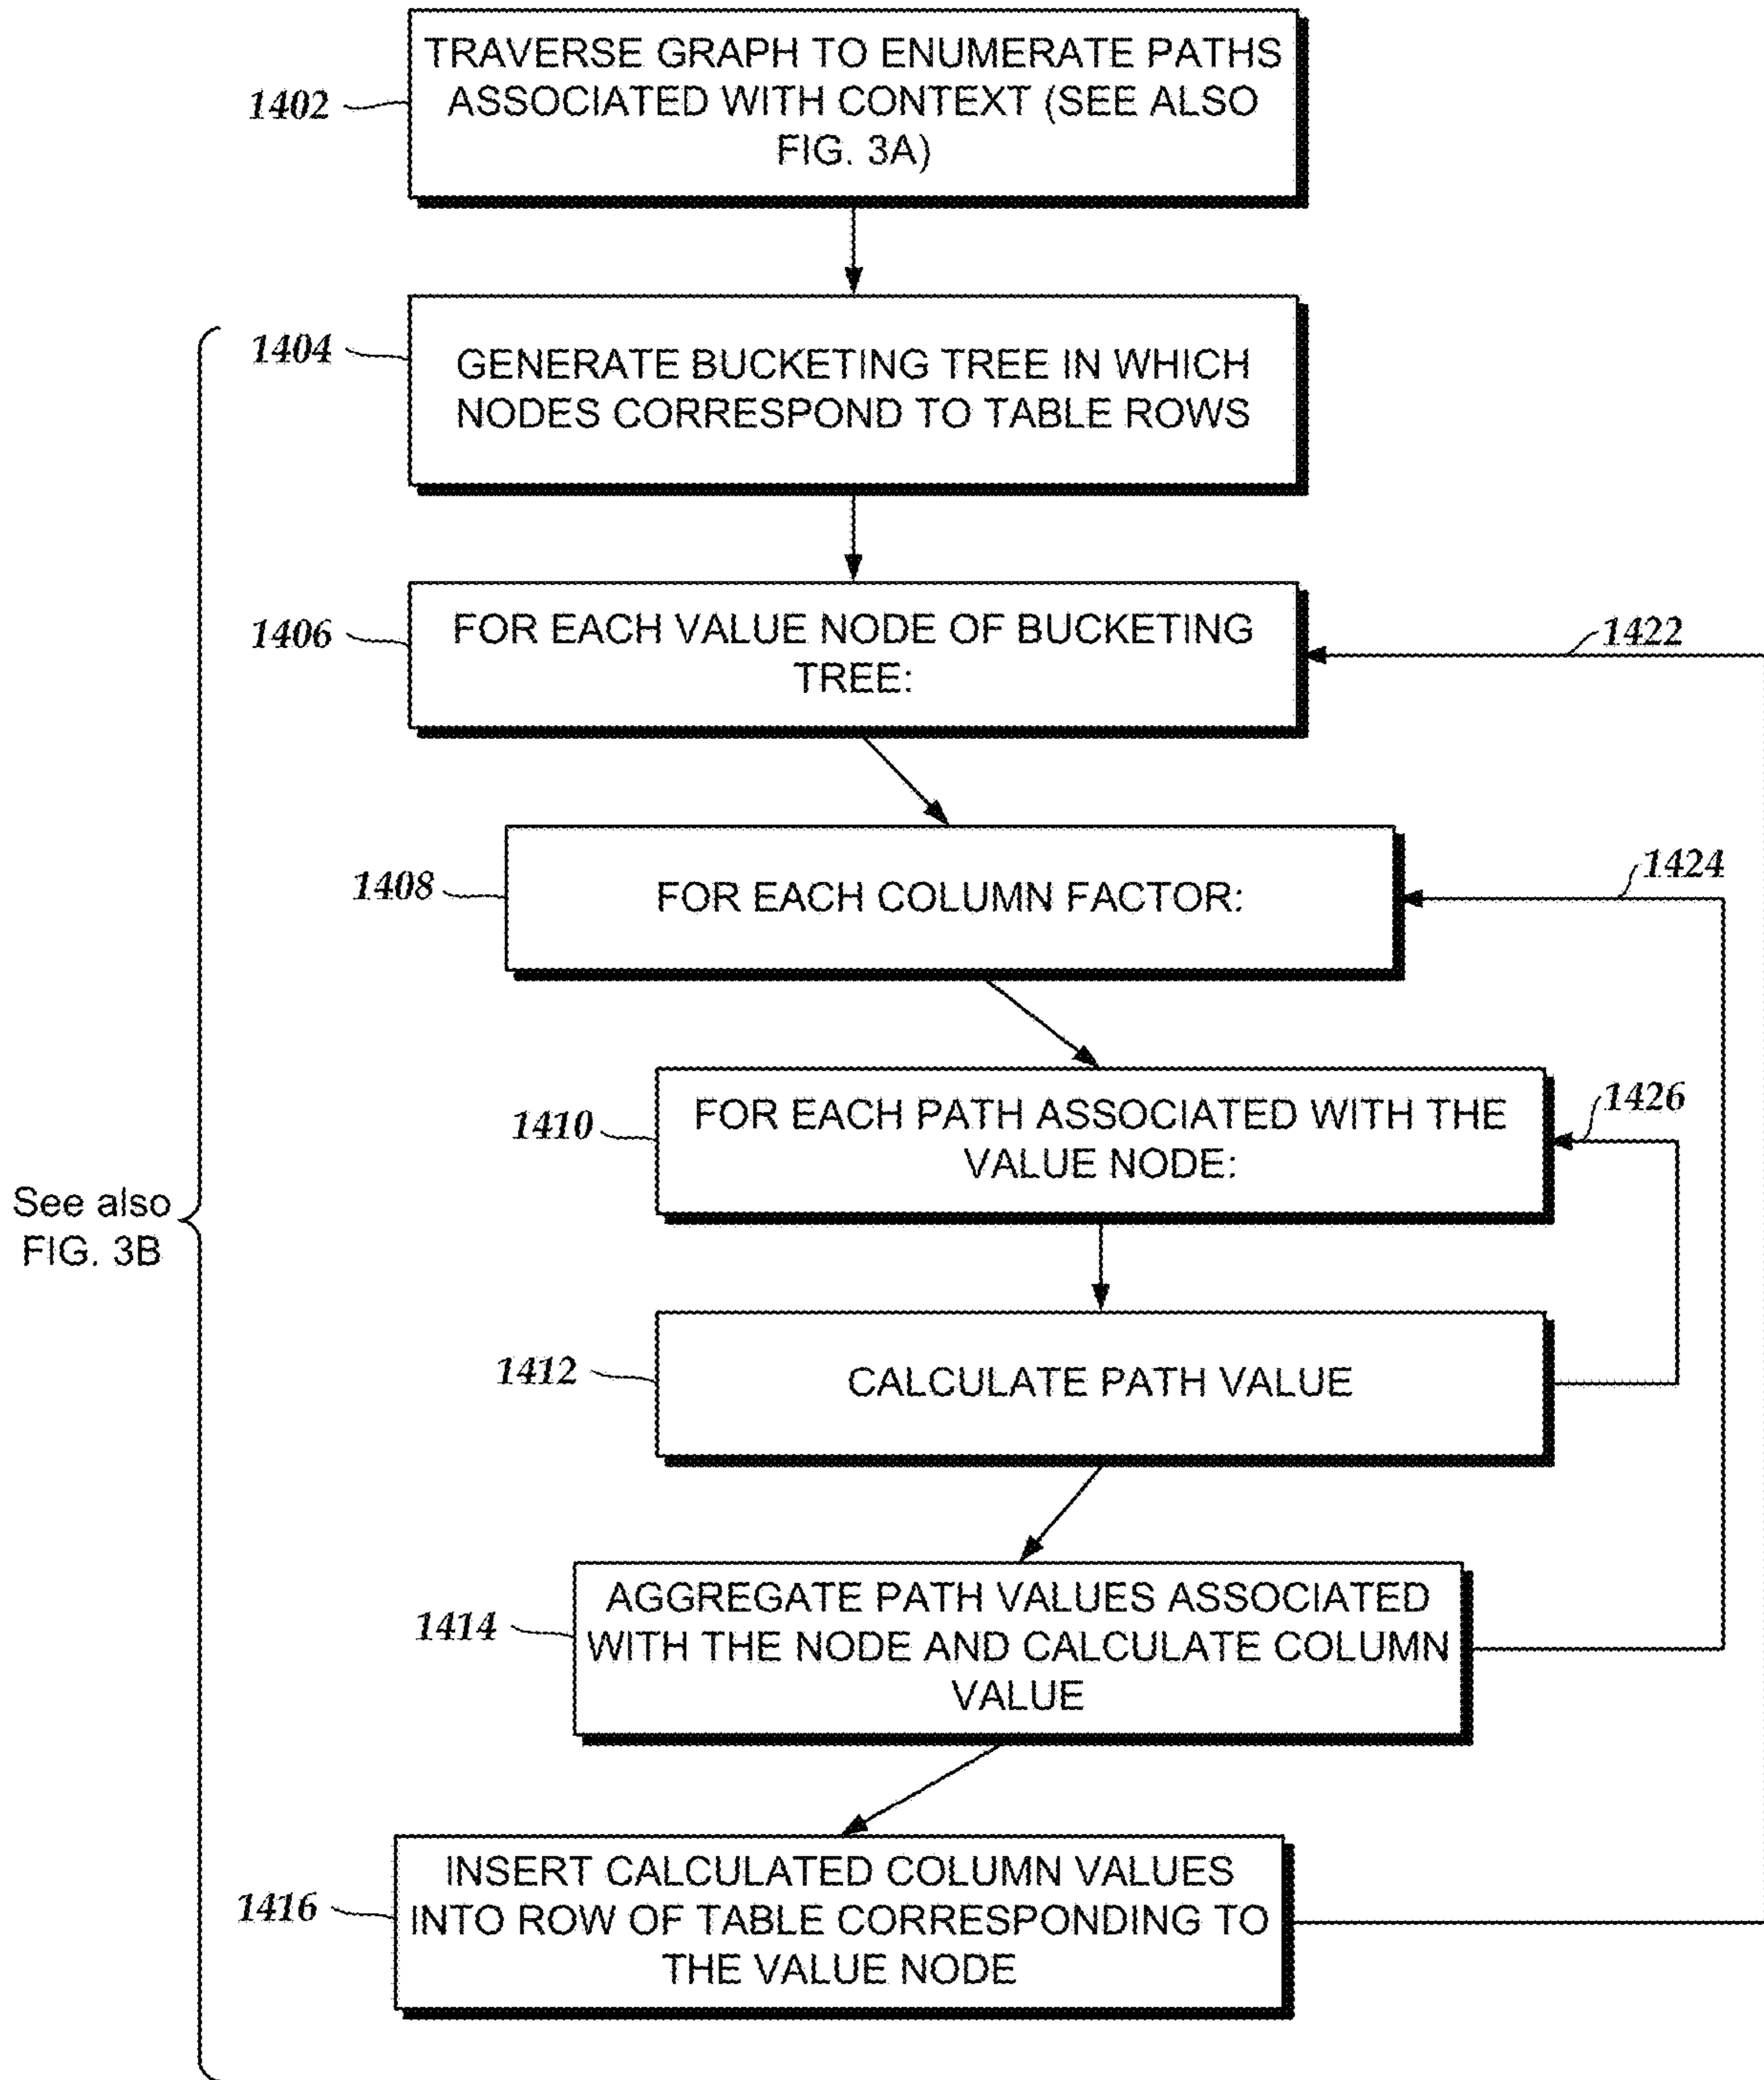 TRAVERSE GRAPH TO ENUMERATE PATHS
ASSOCIATED WITH CONTEXT (SEE ALSO
FIG. 3A)
1402
1404
GENERATE BUCKETING TREE IN WHICH
NODES CORRESPOND TO TABLE ROWS
1406
FOR EACH VALUE NODE OF BUCKETING
TREE:
1422
1408
FOR EACH COLUMN FACTOR:
1424
1410
FOR EACH PATH ASSOCIATED WITH THE
VALUE NODE:
1426
See also
FIG. 3B
1412
CALCULATE PATH VALUE
1414
AGGREGATE PATH VALUES ASSOCIATED
WITH THE NODE AND CALCULATE COLUMN
VALUE
1416
INSERT CALCULATED COLUMN VALUES
INTO ROW OF TABLE CORRESPONDING TO
THE VALUE NODE